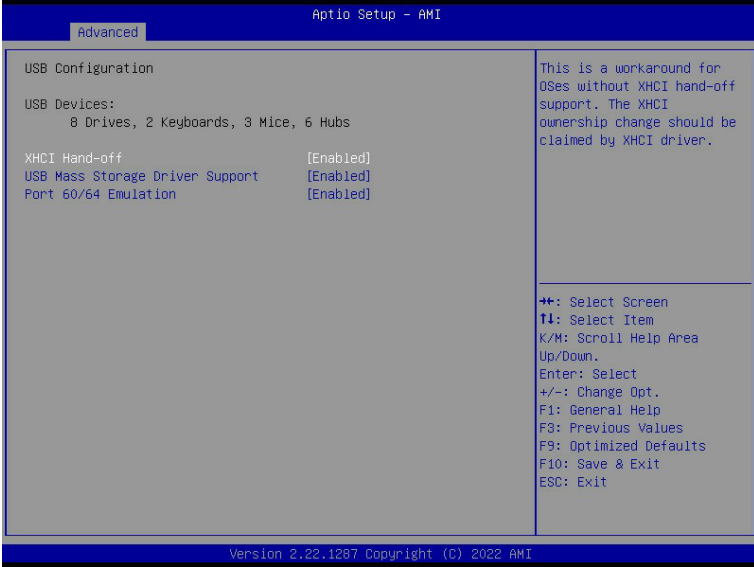 Aptio Setup - AMI
Advanced
USB Configuration
USB Devices:
8 Drives, 2 Keyboards, 3 Mice, 6 Hubs
XHCI Hand-off [Enabled]
USB Mass Storage Driver Support [Enabled]
Port 60/64 Emulation [Enabled]
This is a workaround for
OSes without XHCI hand-off
support. The XHCI
ownership change should be
claimed by XHCI driver.
→←: Select Screen
↑↓: Select Item
K/M: Scroll Help Area
Up/Down.
Enter: Select
+/-: Change Opt.
F1: General Help
F3: Previous Values
F9: Optimized Defaults
F10: Save & Exit
ESC: Exit
Version 2.22.1287 Copyright (C) 2022 AMI